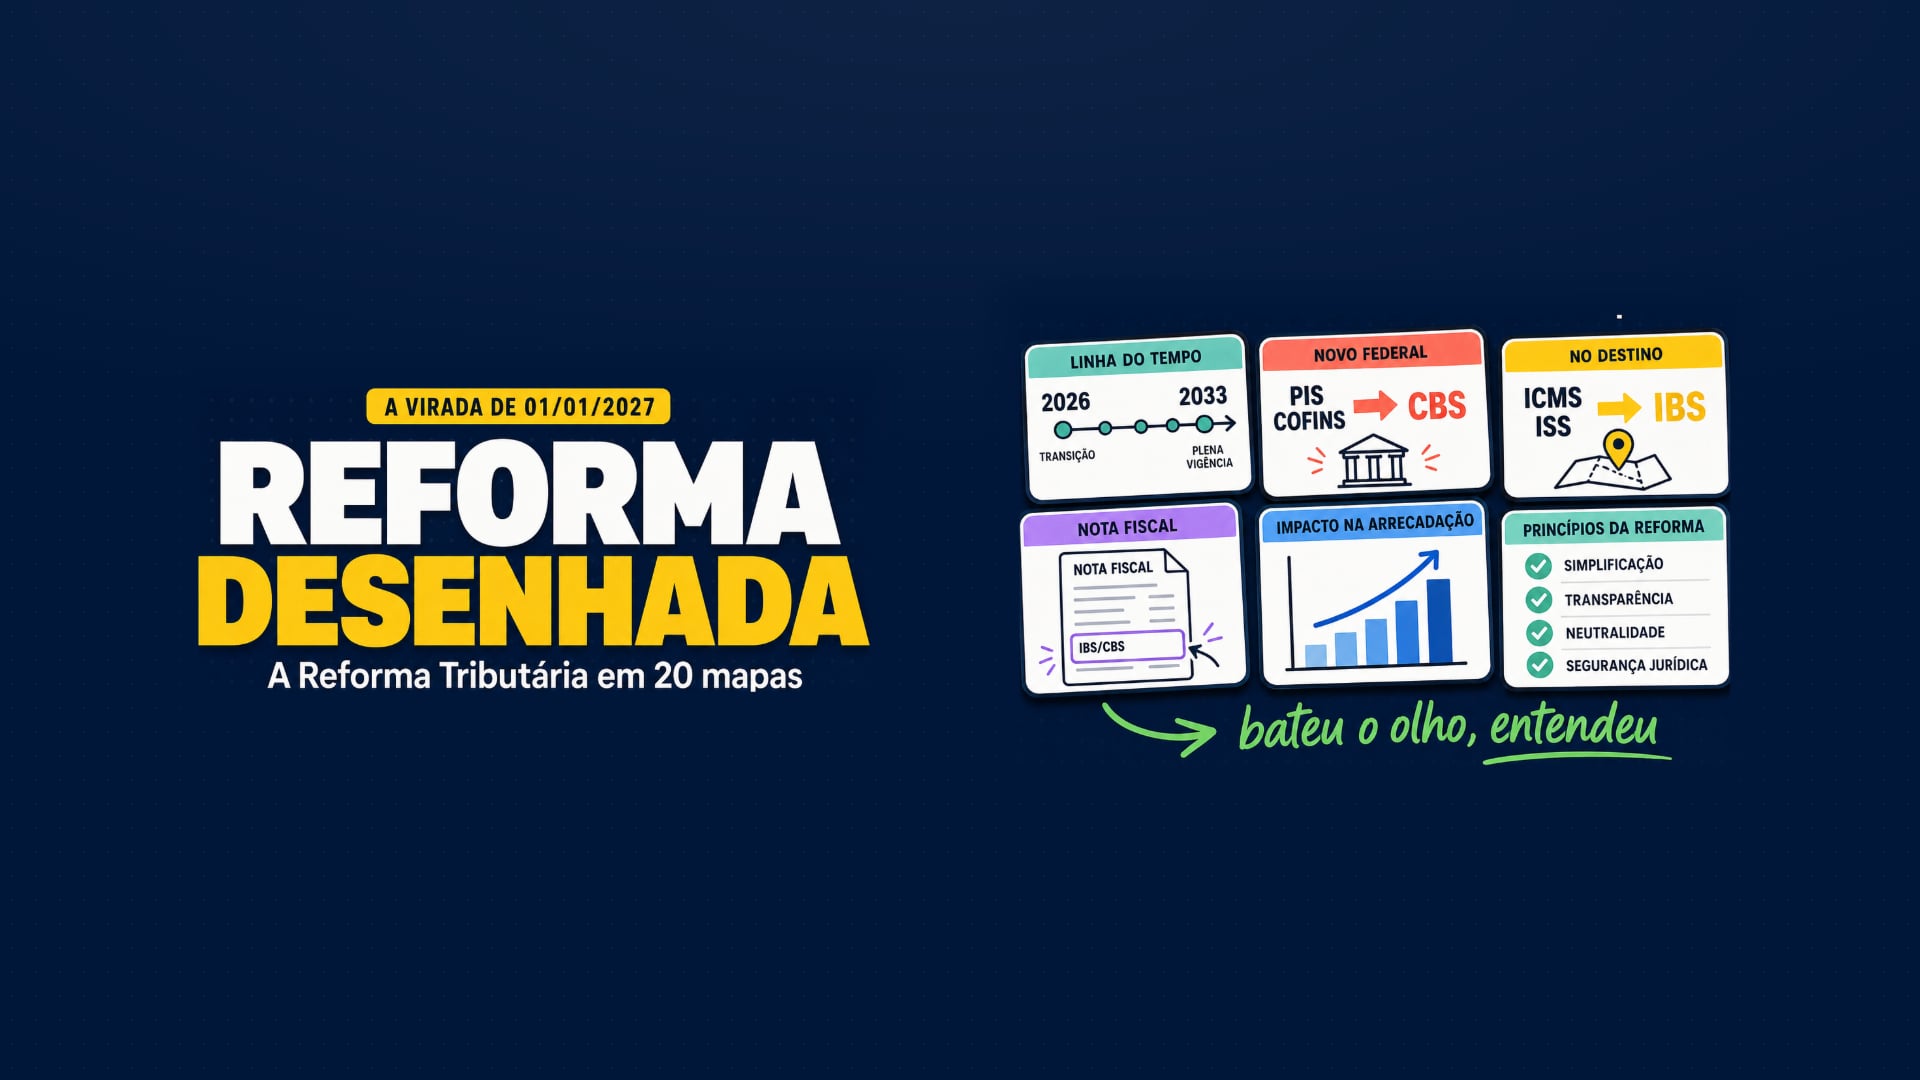 A VIRADA DE 01/01/2027
REFORMA
DESENHADA
A Reforma Tributária em 20 mapas
LINHA DO TEMPO
2026
2033
TRANSIÇÃO
PLENA
VIGÊNCIA
NOVO FEDERAL
PIS
COFINS
CBS
NO DESTINO
ICMS
ISS
IBS
NOTA FISCAL
NOTA FISCAL
IBS/CBS
IMPACTO NA ARRECADAÇÃO
PRINCÍPIOS DA REFORMA
SIMPLIFICAÇÃO
TRANSPARÊNCIA
NEUTRALIDADE
SEGURANÇA JURÍDICA
bateu o olho, entendeu